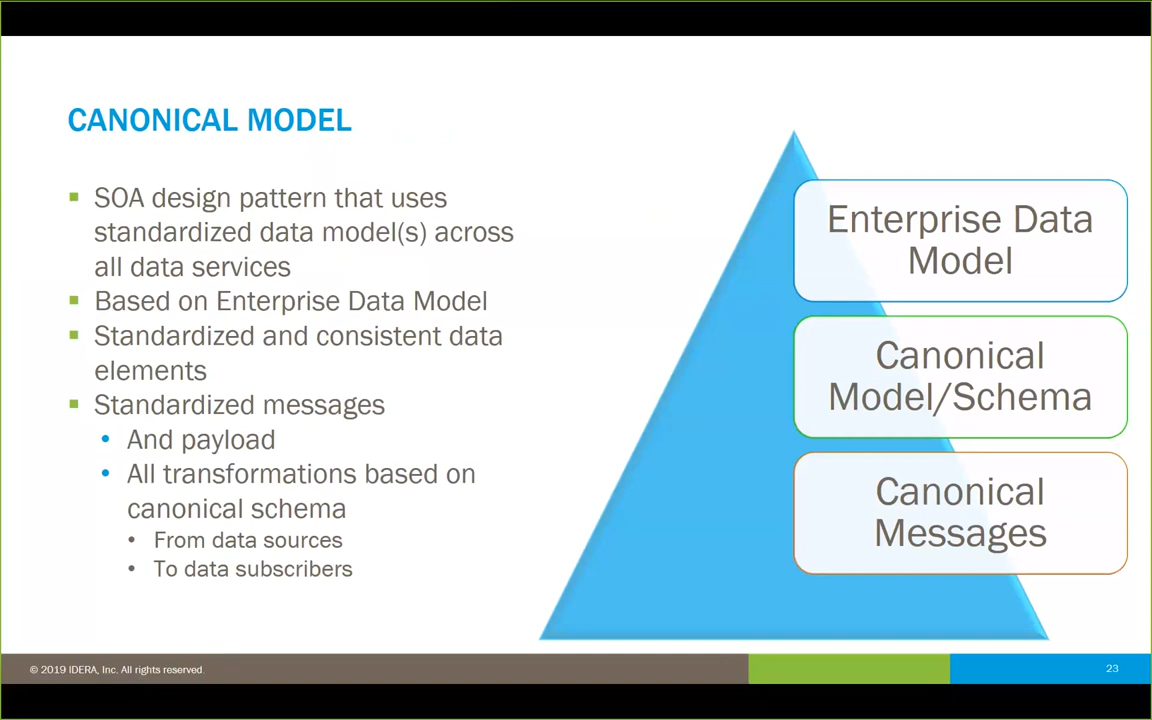 CANONICAL MODEL
SOA design pattern that uses
standardized data model(s) across
all data services
Based on Enterprise Data Model
Standardized and consistent data
elements
Standardized messages
And payload
All transformations based on
canonical schema
From data sources
To data subscribers
Enterprise Data
Model
Canonical
Model/Schema
Canonical
Messages
© 2019 IDERA, Inc. All rights reserved.
23